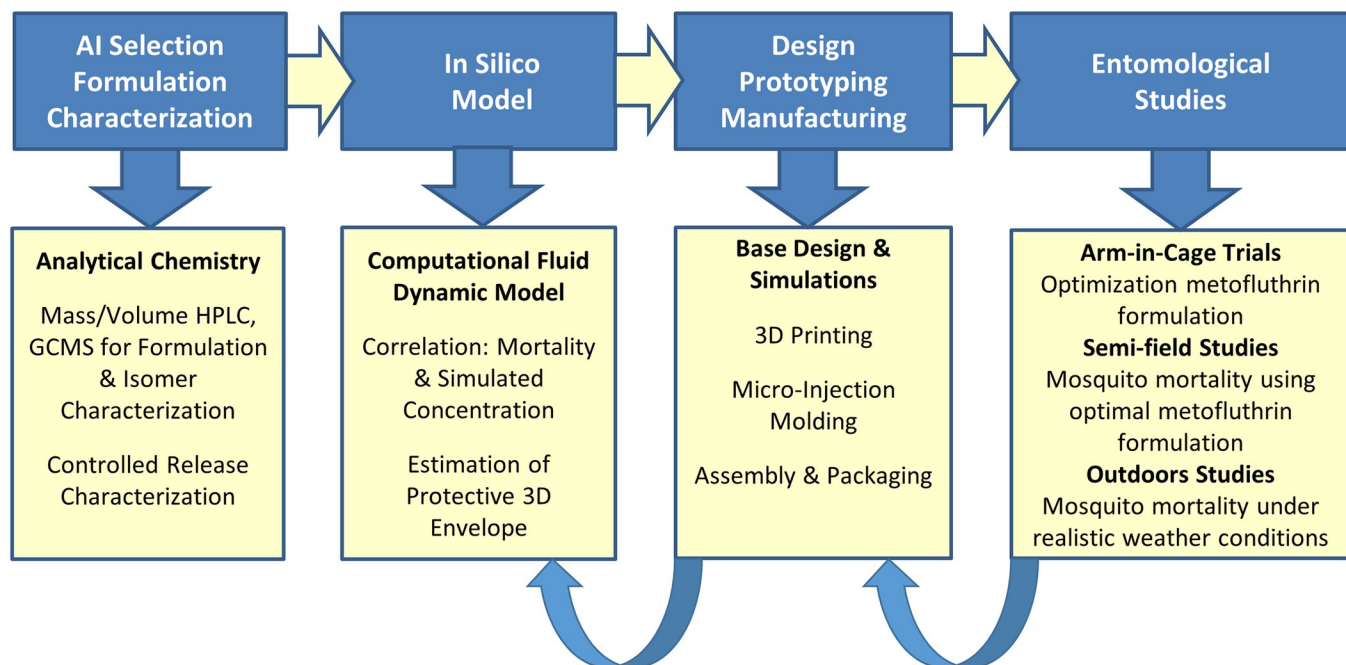 AI Selection
Formulation
Characterization
In Silico
Model
Design
Prototyping
Manufacturing
Entomological
Studies
Analytical Chemistry
Mass/Volume HPLC,
GCMS for Formulation
& Isomer
Characterization
Controlled Release
Characterization
Computational Fluid
Dynamic Model
Correlation: Mortality
& Simulated
Concentration
Estimation of
Protective 3D
Envelope
Base Design &
Simulations
3D Printing
Micro-Injection
Molding
Assembly & Packaging
Arm-in-Cage Trials
Optimization metofluthrin
formulation
Semi-field Studies
Mosquito mortality using
optimal metofluthrin
formulation
Outdoors Studies
Mosquito mortality under
realistic weather conditions